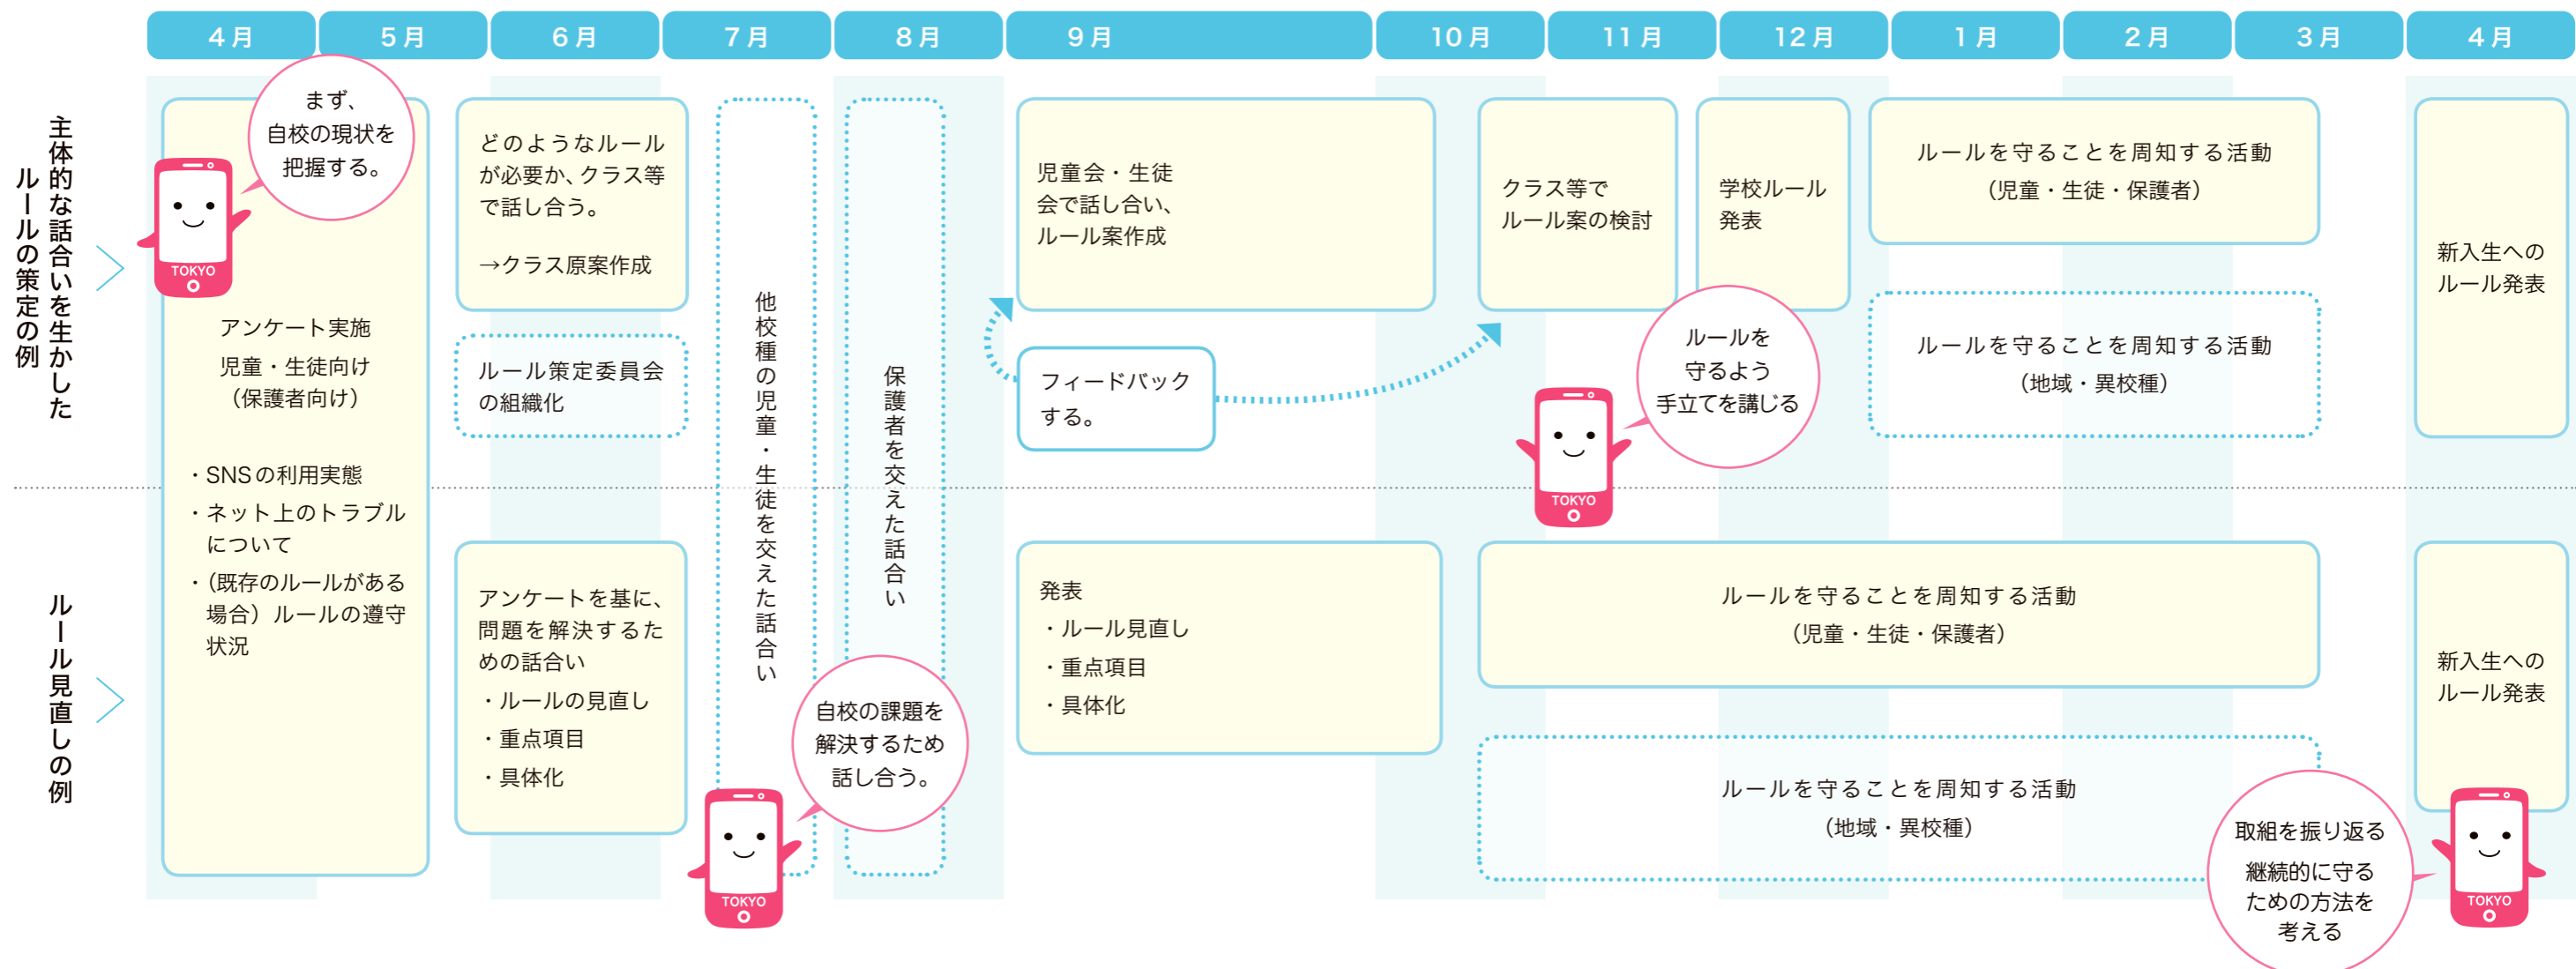 4月
5月
6月
7月
8月
9月
10月
11月
12月
1月
2月
3月
4月
主体的な話合いを生かした
ルールの策定の例
まず、
自校の現状を
把握する。
TOKYO
アンケート実施
児童・生徒向け
（保護者向け）
・SNSの利用実態
・ネット上のトラブル
について
・（既存のルールがある
場合）ルールの遵守
状況
どのようなルール
が必要か、クラス等
で話し合う。
→クラス原案作成
ルール策定委員会
の組織化
他校種の児童・生徒を交えた話合い
保護者を交えた話合い
児童会・生徒
会で話し合い、
ルール案作成
フィードバック
する。
クラス等で
ルール案の検討
学校ルール
発表
ルールを
守るよう
手立てを講じる
TOKYO
ルールを守ることを周知する活動
（児童・生徒・保護者）
ルールを守ることを周知する活動
（地域・異校種）
新入生への
ルール発表
ルール見直しの例
アンケートを基に、
問題を解決するた
めの話合い
・ルールの見直し
・重点項目
・具体化
自校の課題を
解決するため
話し合う。
TOKYO
発表
・ルール見直し
・重点項目
・具体化
ルールを守ることを周知する活動
（児童・生徒・保護者）
ルールを守ることを周知する活動
（地域・異校種）
新入生への
ルール発表
取組を振り返る
継続的に守る
ための方法を
考える
TOKYO